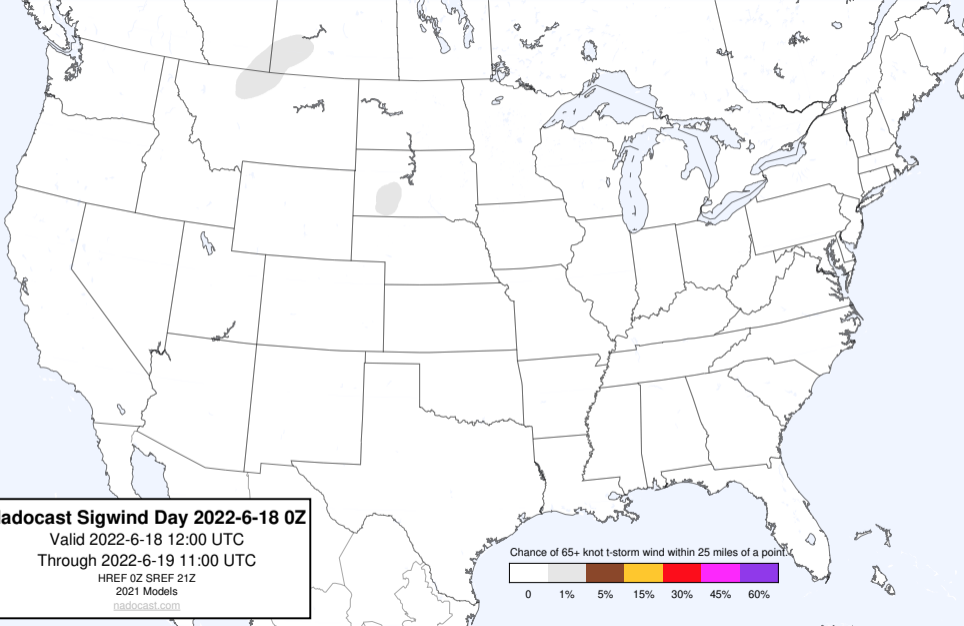 adocast Sigwind Day 2022-6-18 0Z
Valid 2022-6-18 12:00 UTC
Through 2022-6-19 11:00 UTC
HREF 0Z SREF 21Z
2021 Models
nadocast.com
Chance of 65+ knot t-storm wind within 25 miles of a point.
0 1% 5% 15% 30% 45% 60%